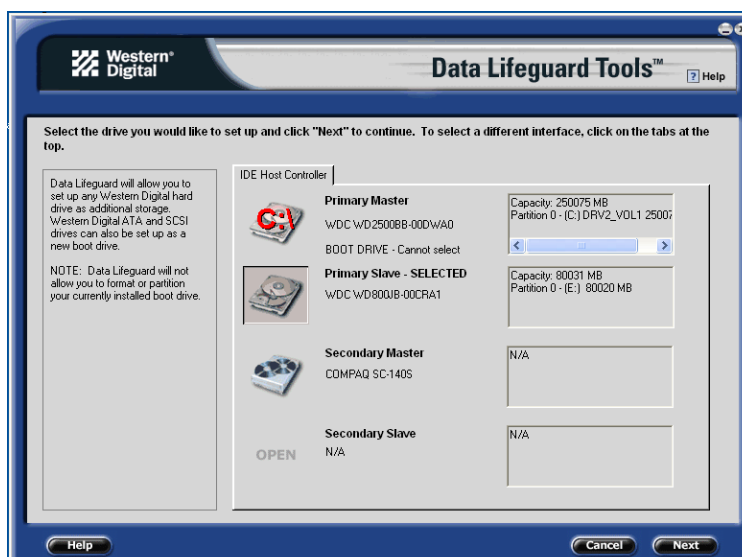 Western®
Digital
Data Lifeguard Tools™
? Help
Select the drive you would like to set up and click "Next" to continue. To select a different interface, click on the tabs at the
top.
Data Lifeguard will allow you to
set up any Western Digital hard
drive as additional storage.
Western Digital ATA and SCSI
drives can also be set up as a
new boot drive.
NOTE: Data Lifeguard will not
allow you to format or partition
your currently installed boot drive.
IDE Host Controller
C:\
Primary Master
WDC WD2500BB-00DWA0
BOOT DRIVE - Cannot select
Capacity: 250075 MB
Partition 0 - (C:) DRV2_VOL1 25007
Primary Slave - SELECTED
WDC WD800JB-00CRA1
Capacity: 80031 MB
Partition 0 - (E:) 80020 MB
Secondary Master
COMPAQ SC-140S
N/A
OPEN
Secondary Slave
N/A
N/A
Help
Cancel
Next